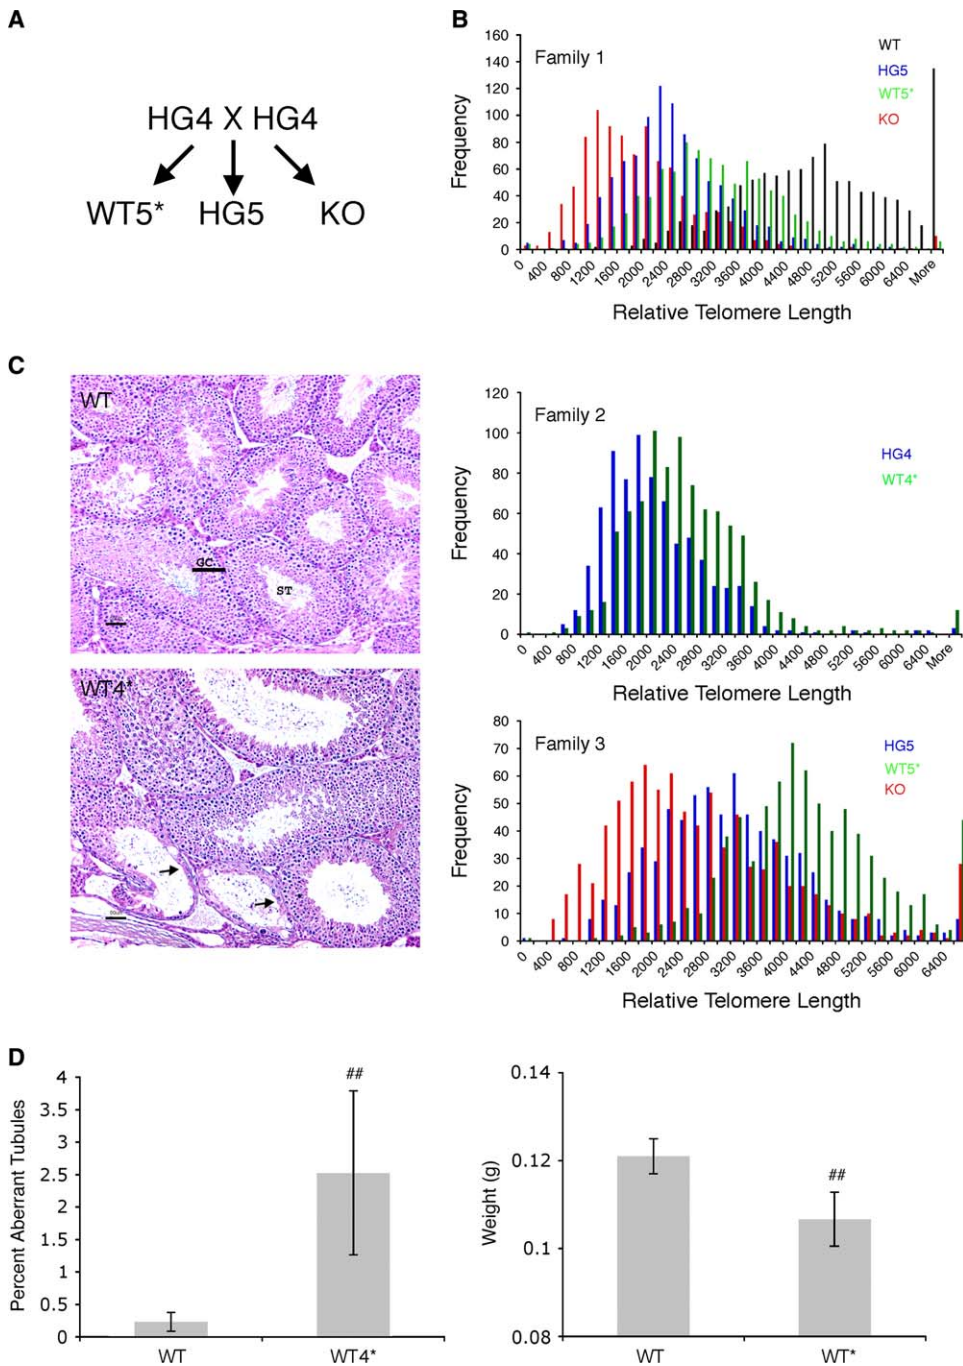 A
HG4 X HG4
WT5* HG5 KO
B
Family 1
WT
HG5
WT5*
KO
Frequency
160
140
120
100
80
60
40
20
0
0 400 800 1200 1600 2000 2400 2800 3200 3600 4000 4400 4800 5200 5600 6000 6400 More
Relative Telomere Length
C
WT
GC
ST
WT4*
Family 2
HG4
WT4*
Frequency
120
100
80
60
40
20
0
0 400 800 1200 1600 2000 2400 2800 3200 3600 4000 4400 4800 5200 5600 6000 6400 More
Relative Telomere Length
Family 3
HG5
WT5*
KO
Frequency
80
70
60
50
40
30
20
10
0
0 400 800 1200 1600 2000 2400 2800 3200 3600 4000 4400 4800 5200 5600 6000 6400
Relative Telomere Length
D
Percent Aberrant Tubules
4
3.5
3
2.5
2
1.5
1
0.5
0
##
WT WT4*
Weight (g)
0.14
0.12
0.1
0.08
##
WT WT*